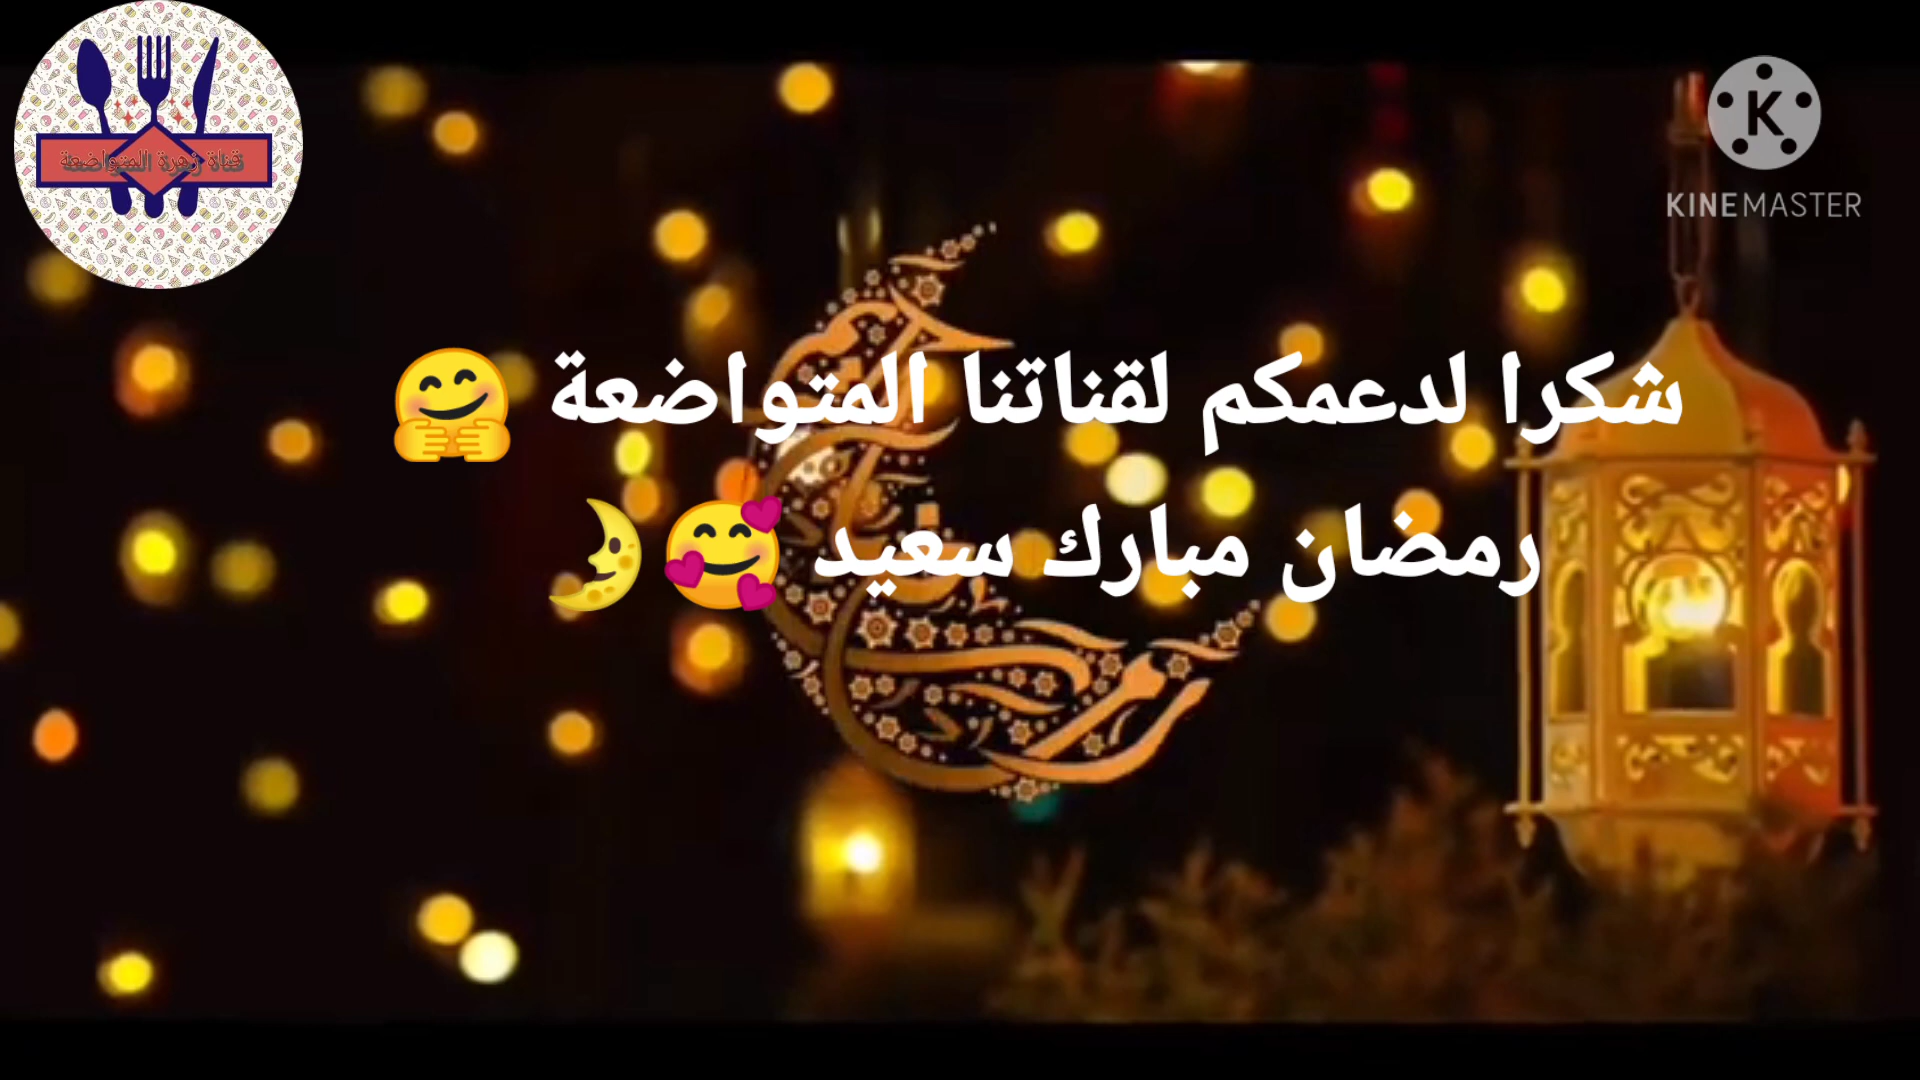 قناة زهرة المتواضعة
KINEMASTER
شكرا لدعمكم لقناتنا المتواضعة 🤗
رمضان مبارك سعيد 🥰🌛